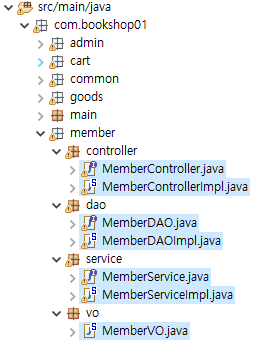 src/main/java
com.bookshop01
admin
cart
common
goods
main
member
controller
MemberController.java
MemberControllerImpl.java
dao
MemberDAO.java
MemberDAOImpl.java
service
MemberService.java
MemberServiceImpl.java
vo
MemberVO.java